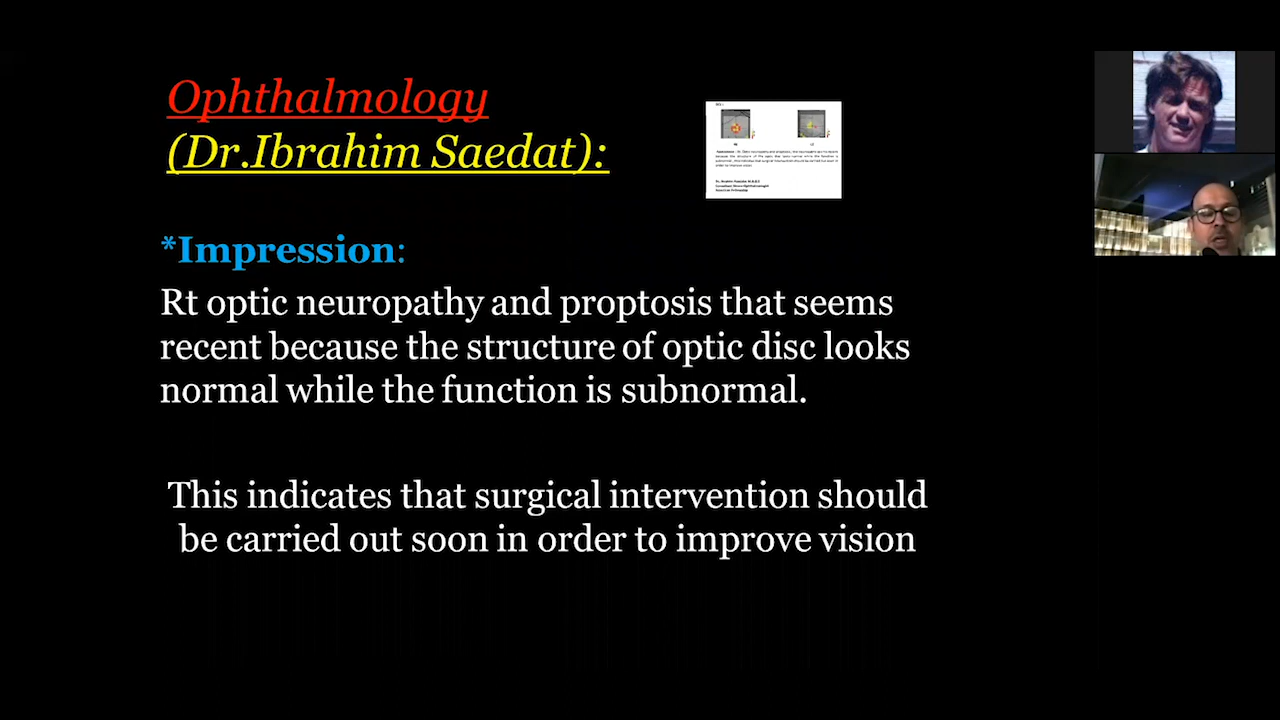 Ophthalmology
(Dr.Ibrahim Saedat):
*Impression:
Rt optic neuropathy and proptosis that seems
recent because the structure of optic disc looks
normal while the function is subnormal.
This indicates that surgical intervention should
be carried out soon in order to improve vision